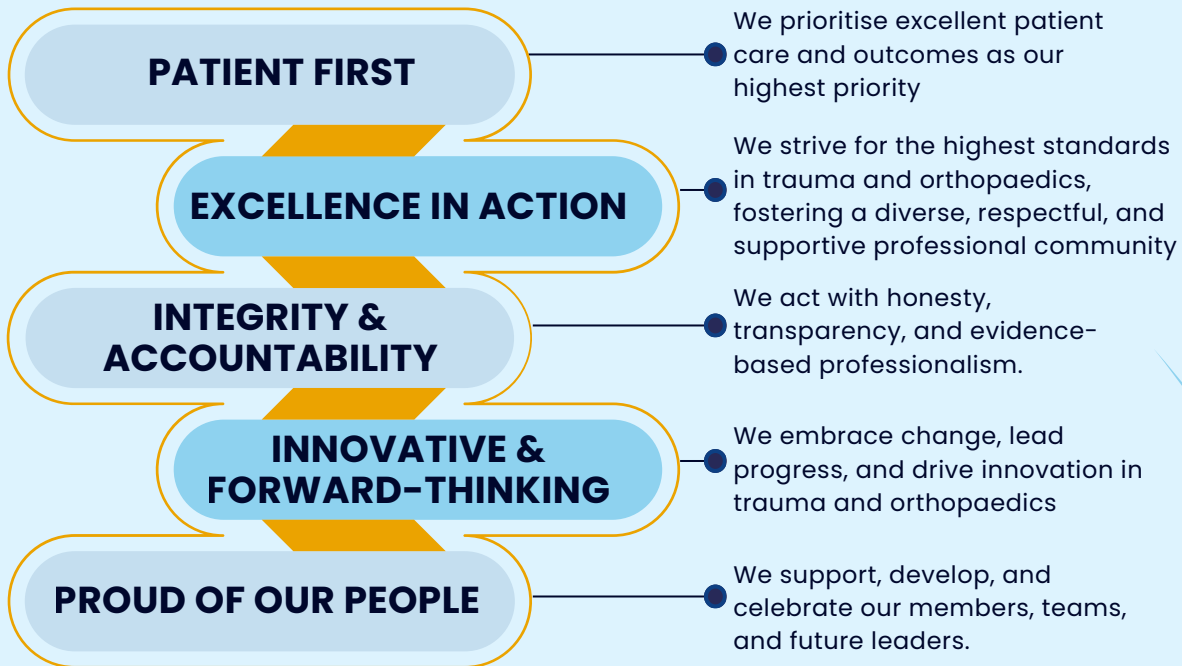 PATIENT FIRST
We prioritise excellent patient
care and outcomes as our
highest priority
EXCELLENCE IN ACTION
We strive for the highest standards
in trauma and orthopaedics,
fostering a diverse, respectful, and
supportive professional community
INTEGRITY &
ACCOUNTABILITY
We act with honesty,
transparency, and evidence-
based professionalism.
INNOVATIVE &
FORWARD-THINKING
We embrace change, lead
progress, and drive innovation in
trauma and orthopaedics
PROUD OF OUR PEOPLE
We support, develop, and
celebrate our members, teams,
and future leaders.